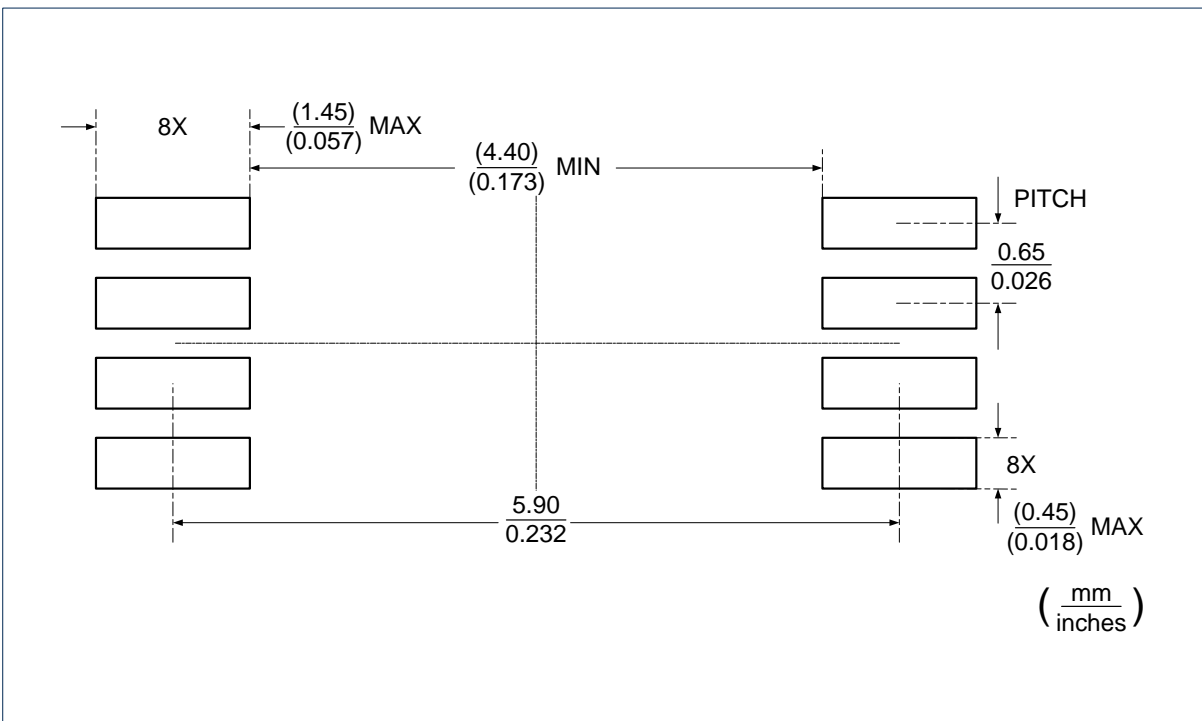 8X
(1.45)
(0.057) MAX
(4.40)
(0.173) MIN
PITCH
0.65
0.026
8X
5.90
0.232
(0.45)
(0.018) MAX
(mm
inches)